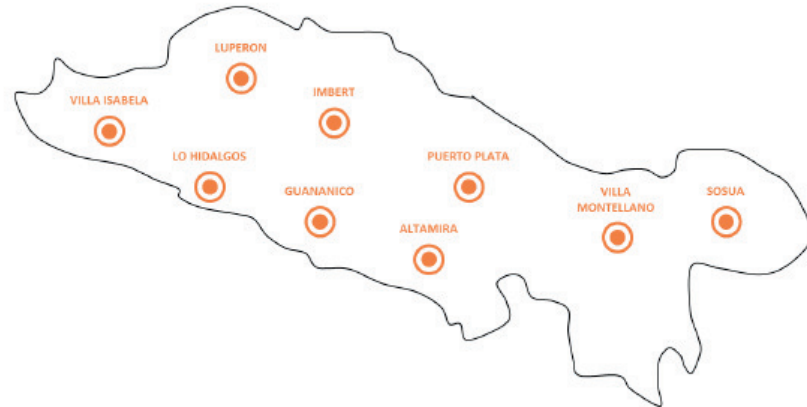 LUPERON
IMBERT
VILLA ISABELA
LO HIDALGOS
PUERTO PLATA
GUANANICO
VILLA
MONTELLANO
SOSUA
ALTAMIRA